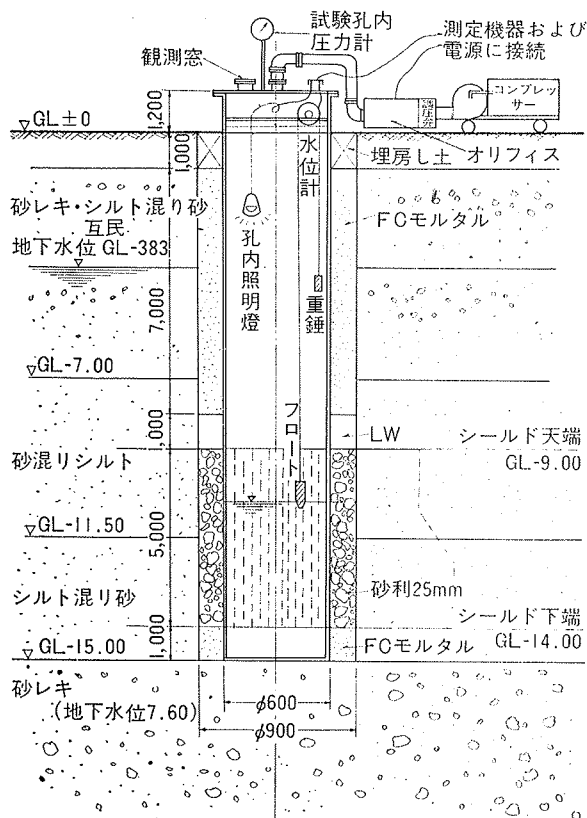 試験孔内
圧力計
測定機器および
電源に接続
観測窓
コンプレッ
サー
調圧弁
GL±0
1,200
1,000
水位計
埋房し土
オリフィス
砂レキ・シルト混り砂
互民
地下水位 GL-383
FCモルタル
孔内照明燈
重錘
7,000
GL-7.00
フロート
,000
LW
シールド天端
GL-9.00
砂混リシルト
GL-11.50
5,000
シルト混り砂
砂利25mm
シールド下端
GL-14.00
1,000
FCモルタル
GL-15.00
砂レキ
(地下水位7.60)
φ600
φ900